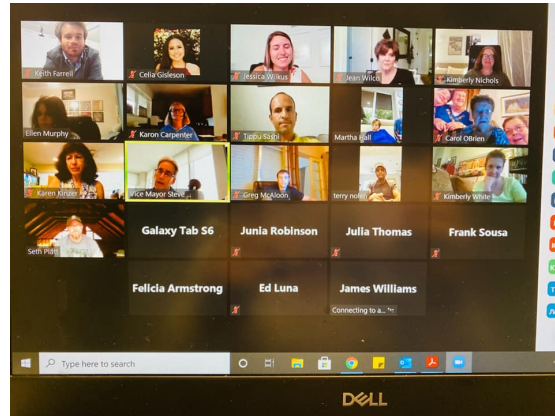 Keith Farrell
Celia Gisleson
Jessica Wilkus
Jean Wilch
Kimberly Nichols
Ellen Murphy
Karon Carpenter
Tippu Sashi
Martha Hall
Carol OBrien
Karen Kinzer
Vice Mayor Steve
Greg McAloon
terry nolen
Kimberly White
Seth Platt
Galaxy Tab S6
Junia Robinson
Julia Thomas
Frank Sousa
Felicia Armstrong
Ed Luna
James Williams
Connecting to a...
Type here to search
DELL